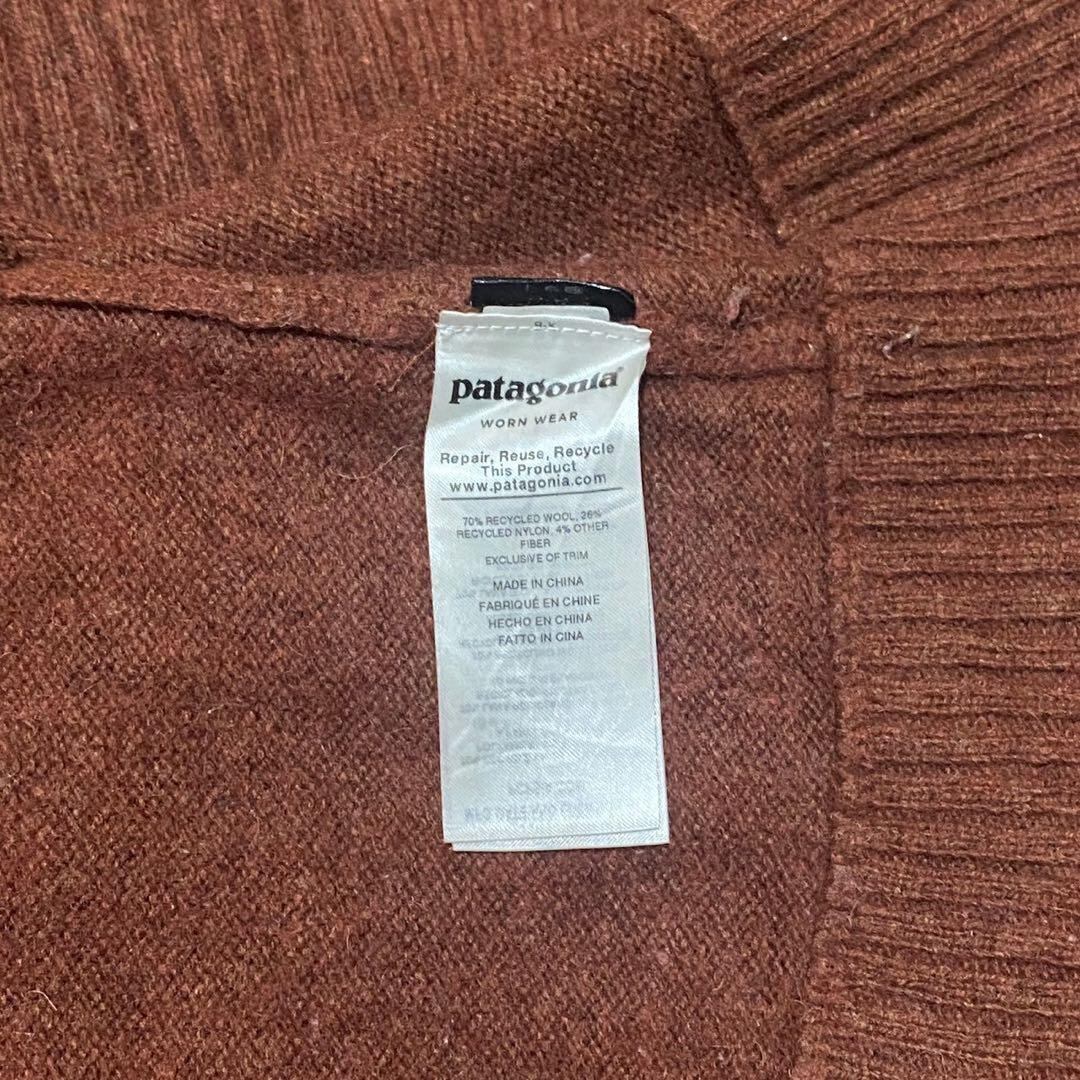 patagonia
WORN WEAR
Repair, Reuse, Recycle
This Product
www.patagonia.com
70% RECYCLED WOOL, 26%
RECYCLED NYLON, 4% OTHER
FIBER
EXCLUSIVE OF TRIM
MADE IN CHINA
FABRIQUÉ EN CHINE
HECHO EN CHINA
FATTO IN CINA